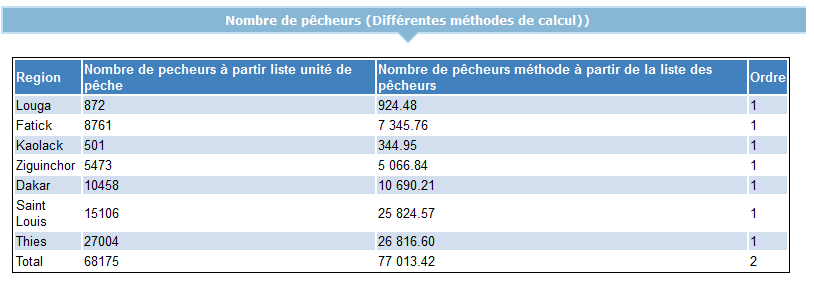 Nombre de pêcheurs (Différentes méthodes de calcul))
Region Nombre de pecheurs à partir liste unité de pêche Nombre de pêcheurs méthode à partir de la liste des pêcheurs Ordre
Louga 872 924.48 1
Fatick 8761 7 345.76 1
Kaolack 501 344.95 1
Ziguinchor 5473 5 066.84 1
Dakar 10458 10 690.21 1
Saint Louis 15106 25 824.57 1
Thies 27004 26 816.60 1
Total 68175 77 013.42 2